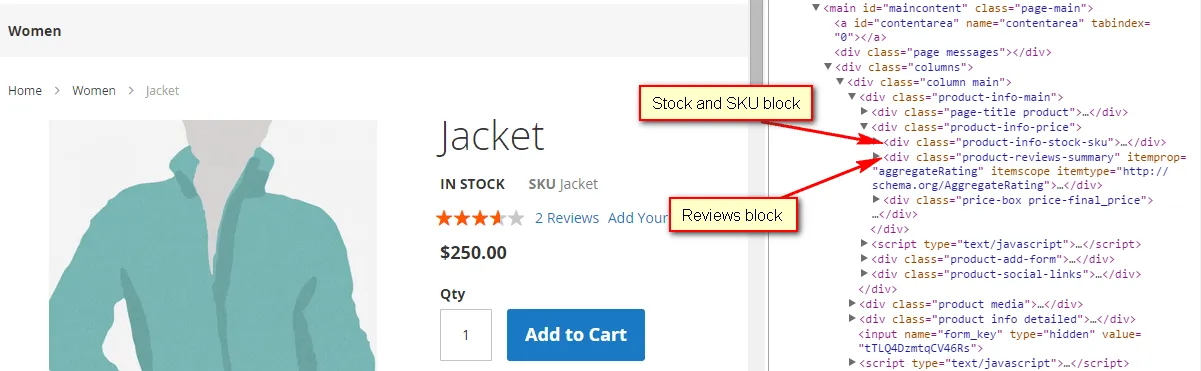 Women
Home > Women > Jacket
Jacket
IN STOCK SKU Jacket
2 Reviews Add Your
$250.00
Qty
1
Add to Cart
Stock and SKU block
Reviews block
<main id="maincontent" class="page-main">
<a id="contentarea" name="contentarea" tabindex=
"0"></a>
<div class="page messages"></div>
<div class="columns">
<div class="column main">
<div class="product-info-main">
<div class="page-title product">…</div>
<div class="product-info-price">
<div class="product-info-stock-sku">…</div>
<div class="product-reviews-summary" itemprop=
"aggregateRating" itemscope itemtype="http://
schema.org/AggregateRating">…</div>
<div class="price-box price-final_price">
…</div>
</div>
<script type="text/javascript">…</script>
<div class="product-add-form">…</div>
<div class="product-social-links">…</div>
</div>
<div class="product media">…</div>
<div class="product info detailed">…</div>
<input name="form_key" type="hidden" value=
"tTLQ4DzmtqCV46Rs">
<script type="text/javascript">…</script>